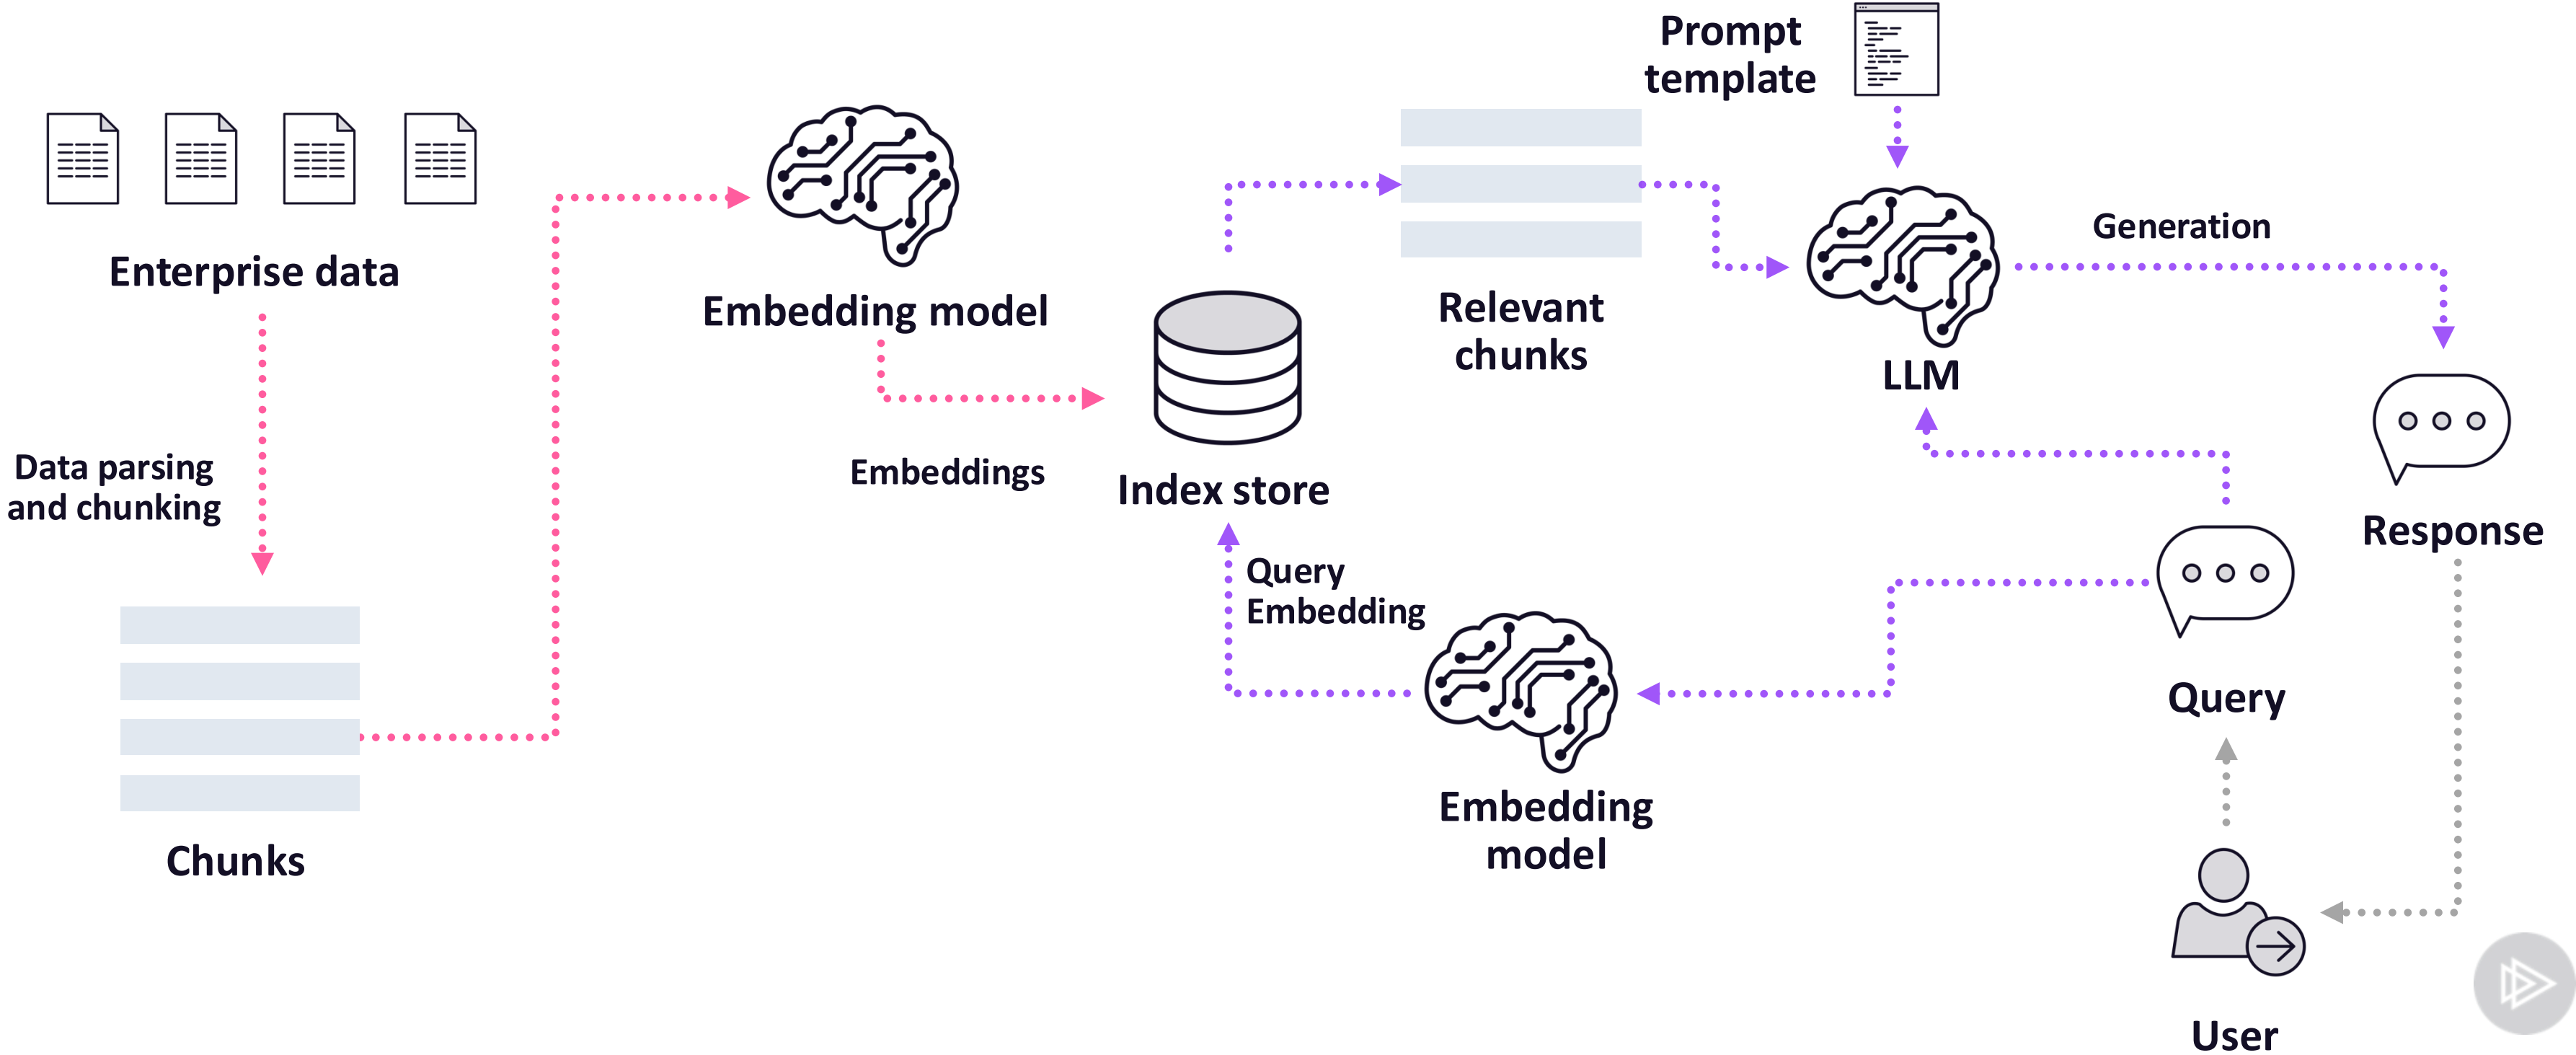 Prompt
template
Enterprise data
Embedding model
Relevant
chunks
Generation
LLM
Data parsing
and chunking
Embeddings
Index store
Response
Query
Embedding
Query
Embedding
model
Chunks
User